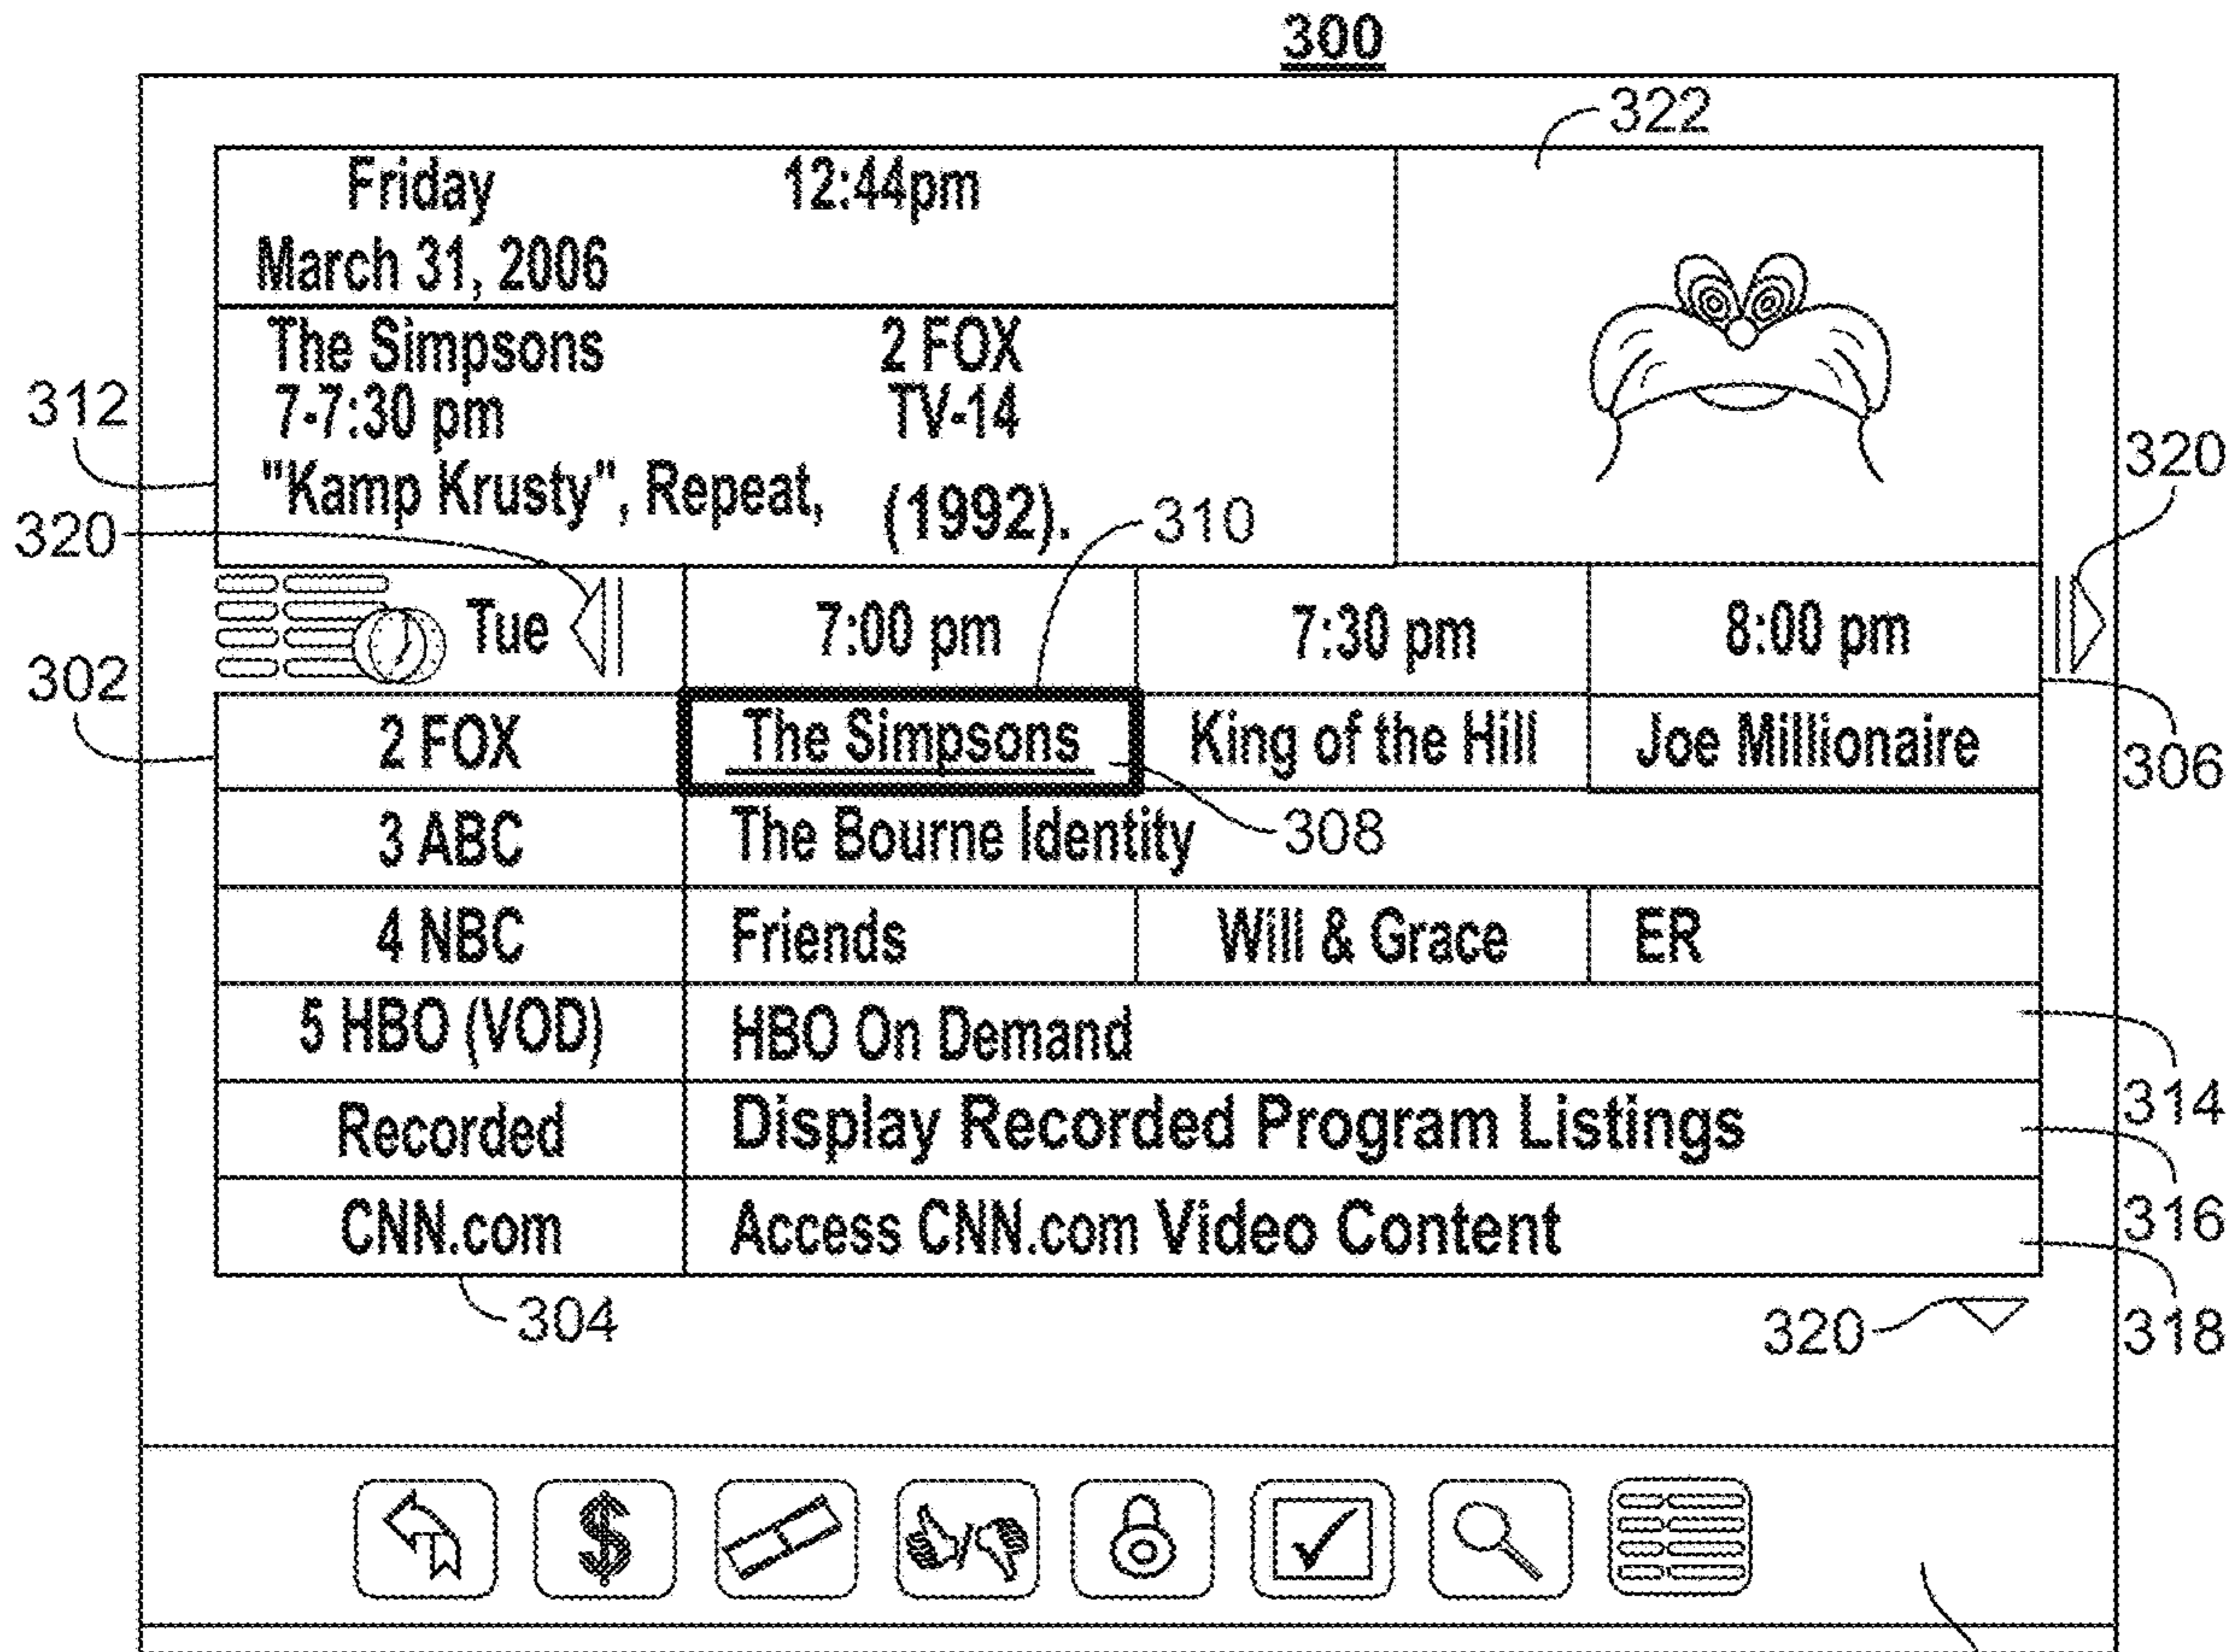 300
322
Friday 12:44pm
March 31, 2006
The Simpsons 2 FOX
312
7-7:30 pm TV-14
320
"Kamp Krusty", Repeat, (1992).
310
320
Tue 7:00 pm 7:30 pm 8:00 pm
302
2 FOX The Simpsons King of the Hill Joe Millionaire
306
3 ABC The Bourne Identity 308
4 NBC Friends Will & Grace ER
5 HBO (VOD) HBO On Demand
314
Recorded Display Recorded Program Listings
316
CNN.com Access CNN.com Video Content
304
320
318
$